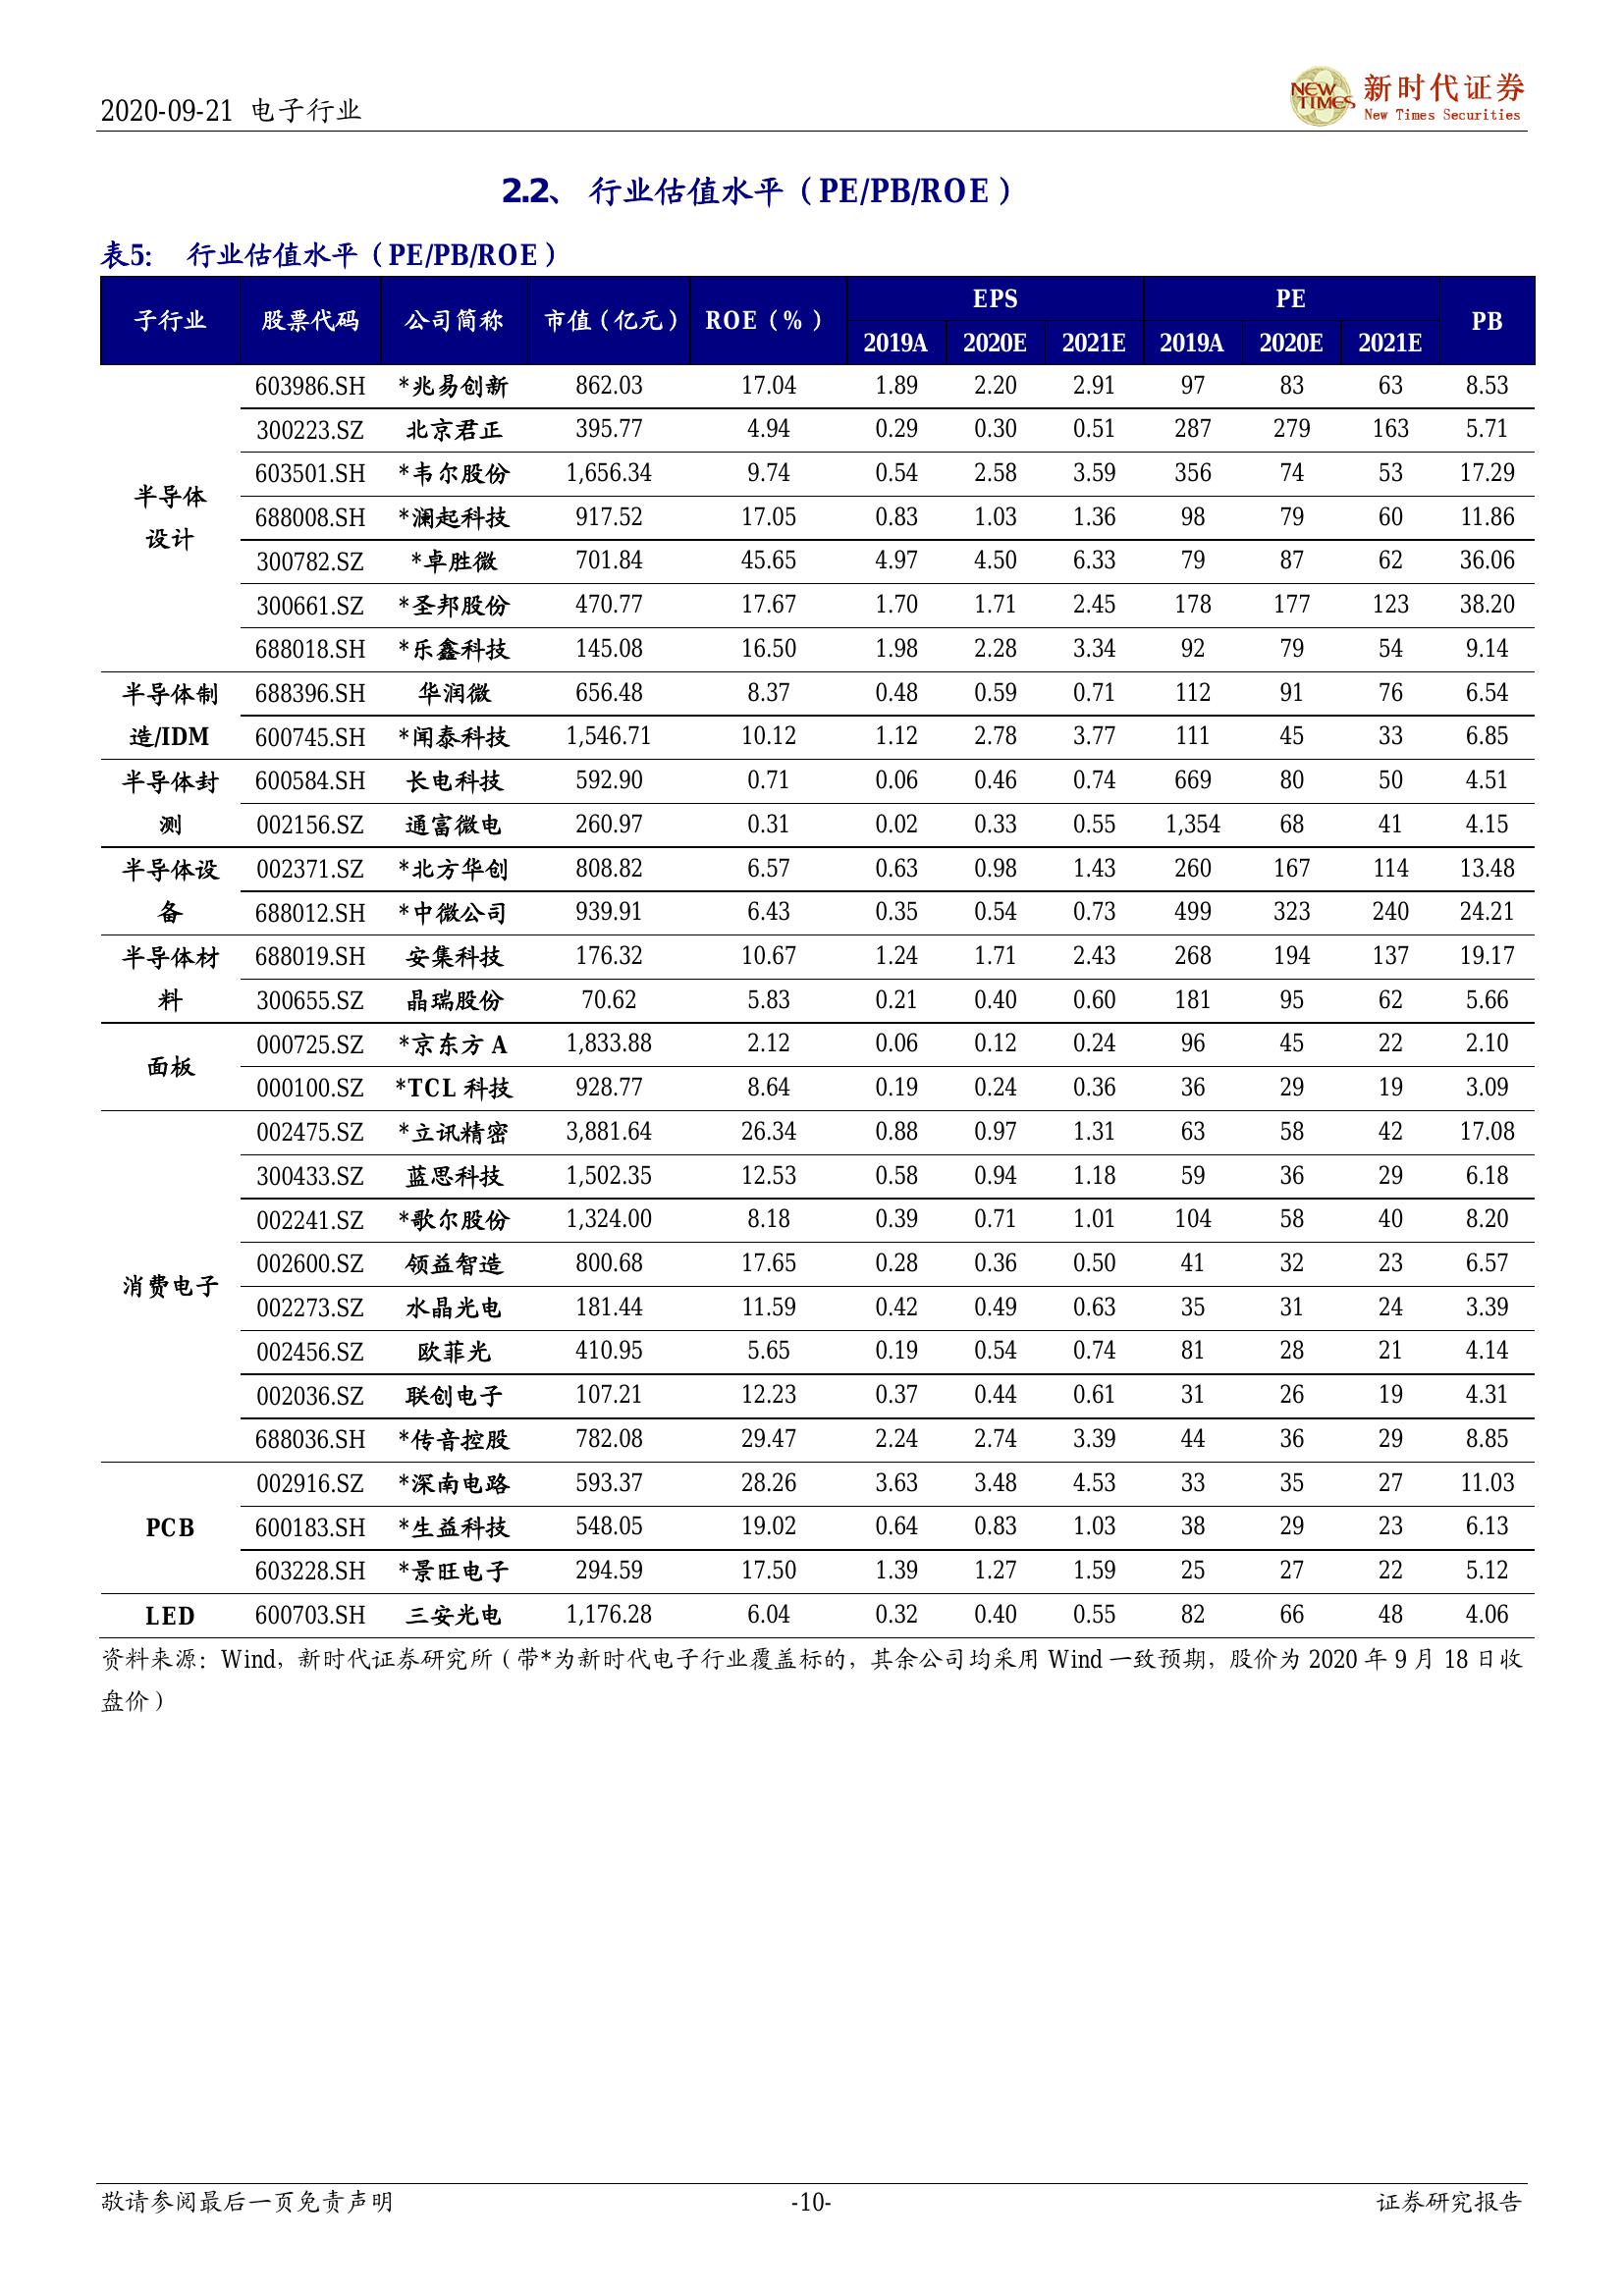 2020-09-21 电子行业
NEW TIMES 新时代证券
New Times Securities
2.2、 行业估值水平（PE/PB/ROE）
表5: 行业估值水平（PE/PB/ROE）
子行业 股票代码 公司简称 市值（亿元） ROE（%） EPS PE PB
2019A 2020E 2021E 2019A 2020E 2021E
半导体设计 603986.SH *兆易创新 862.03 17.04 1.89 2.20 2.91 97 83 63 8.53
300223.SZ 北京君正 395.77 4.94 0.29 0.30 0.51 287 279 163 5.71
603501.SH *韦尔股份 1,656.34 9.74 0.54 2.58 3.59 356 74 53 17.29
688008.SH *澜起科技 917.52 17.05 0.83 1.03 1.36 98 79 60 11.86
300782.SZ *卓胜微 701.84 45.65 4.97 4.50 6.33 79 87 62 36.06
300661.SZ *圣邦股份 470.77 17.67 1.70 1.71 2.45 178 177 123 38.20
688018.SH *乐鑫科技 145.08 16.50 1.98 2.28 3.34 92 79 54 9.14
半导体制造/IDM 688396.SH 华润微 656.48 8.37 0.48 0.59 0.71 112 91 76 6.54
600745.SH *闻泰科技 1,546.71 10.12 1.12 2.78 3.77 111 45 33 6.85
半导体封测 600584.SH 长电科技 592.90 0.71 0.06 0.46 0.74 669 80 50 4.51
002156.SZ 通富微电 260.97 0.31 0.02 0.33 0.55 1,354 68 41 4.15
半导体设备 002371.SZ *北方华创 808.82 6.57 0.63 0.98 1.43 260 167 114 13.48
688012.SH *中微公司 939.91 6.43 0.35 0.54 0.73 499 323 240 24.21
半导体材料 688019.SH 安集科技 176.32 10.67 1.24 1.71 2.43 268 194 137 19.17
300655.SZ 晶瑞股份 70.62 5.83 0.21 0.40 0.60 181 95 62 5.66
面板 000725.SZ *京东方 A 1,833.88 2.12 0.06 0.12 0.24 96 45 22 2.10
000100.SZ *TCL 科技 928.77 8.64 0.19 0.24 0.36 36 29 19 3.09
消费电子 002475.SZ *立讯精密 3,881.64 26.34 0.88 0.97 1.31 63 58 42 17.08
300433.SZ 蓝思科技 1,502.35 12.53 0.58 0.94 1.18 59 36 29 6.18
002241.SZ *歌尔股份 1,324.00 8.18 0.39 0.71 1.01 104 58 40 8.20
002600.SZ 领益智造 800.68 17.65 0.28 0.36 0.50 41 32 23 6.57
002273.SZ 水晶光电 181.44 11.59 0.42 0.49 0.63 35 31 24 3.39
002456.SZ 欧菲光 410.95 5.65 0.19 0.54 0.74 81 28 21 4.14
002036.SZ 联创电子 107.21 12.23 0.37 0.44 0.61 31 26 19 4.31
688036.SH *传音控股 782.08 29.47 2.24 2.74 3.39 44 36 29 8.85
PCB 002916.SZ *深南电路 593.37 28.26 3.63 3.48 4.53 33 35 27 11.03
600183.SH *生益科技 548.05 19.02 0.64 0.83 1.03 38 29 23 6.13
603228.SH *景旺电子 294.59 17.50 1.39 1.27 1.59 25 27 22 5.12
LED 600703.SH 三安光电 1,176.28 6.04 0.32 0.40 0.55 82 66 48 4.06
资料来源：Wind，新时代证券研究所（带*为新时代电子行业覆盖标的，其余公司均采用 Wind 一致预期，股价为 2020 年 9 月 18 日收
盘价）
敬请参阅最后一页免责声明 -10- 证券研究报告